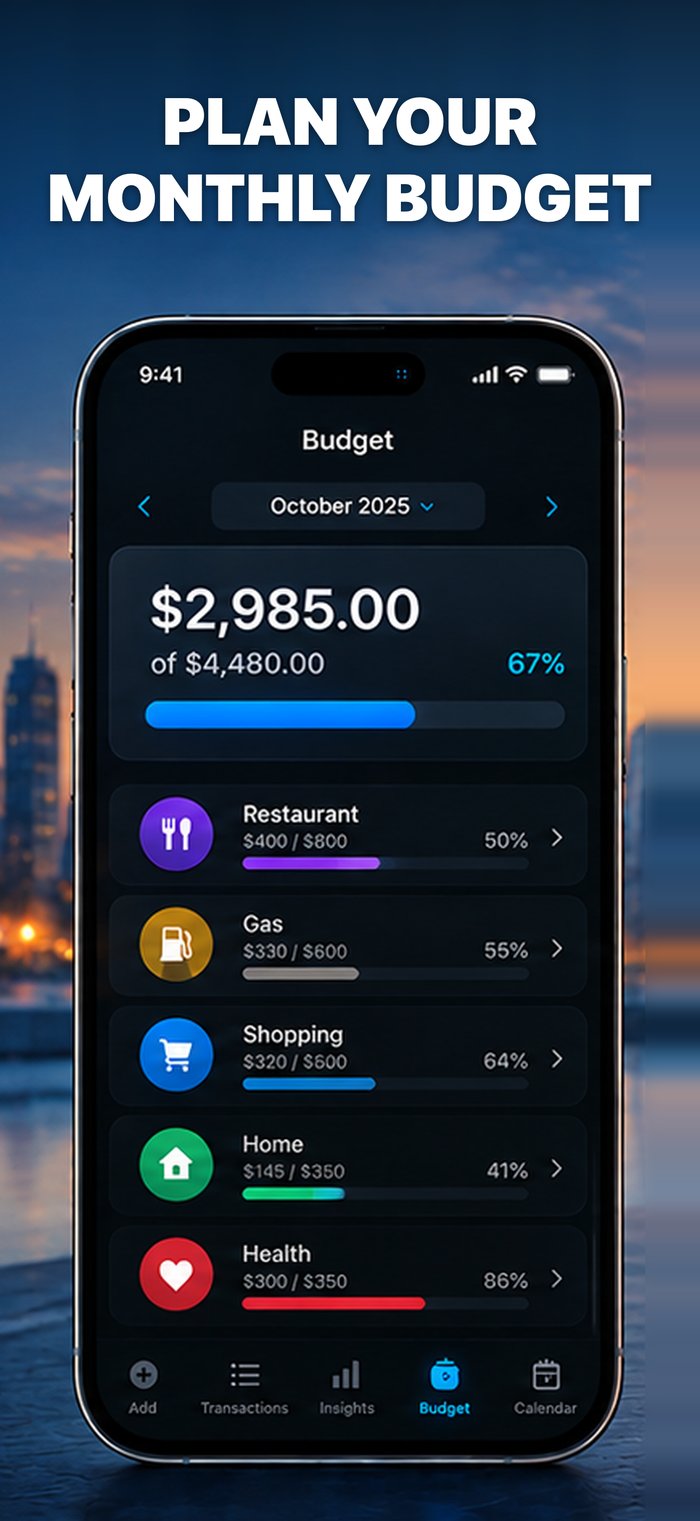 PLAN YOUR
MONTHLY BUDGET
9:41
Budget
October 2025
$2,985.00
of $4,480.00
67%
Restaurant
$400 / $800
50%
Gas
$330 / $600
55%
Shopping
$320 / $600
64%
Home
$145 / $350
41%
Health
$300 / $350
86%
Add
Transactions
Insights
Budget
Calendar